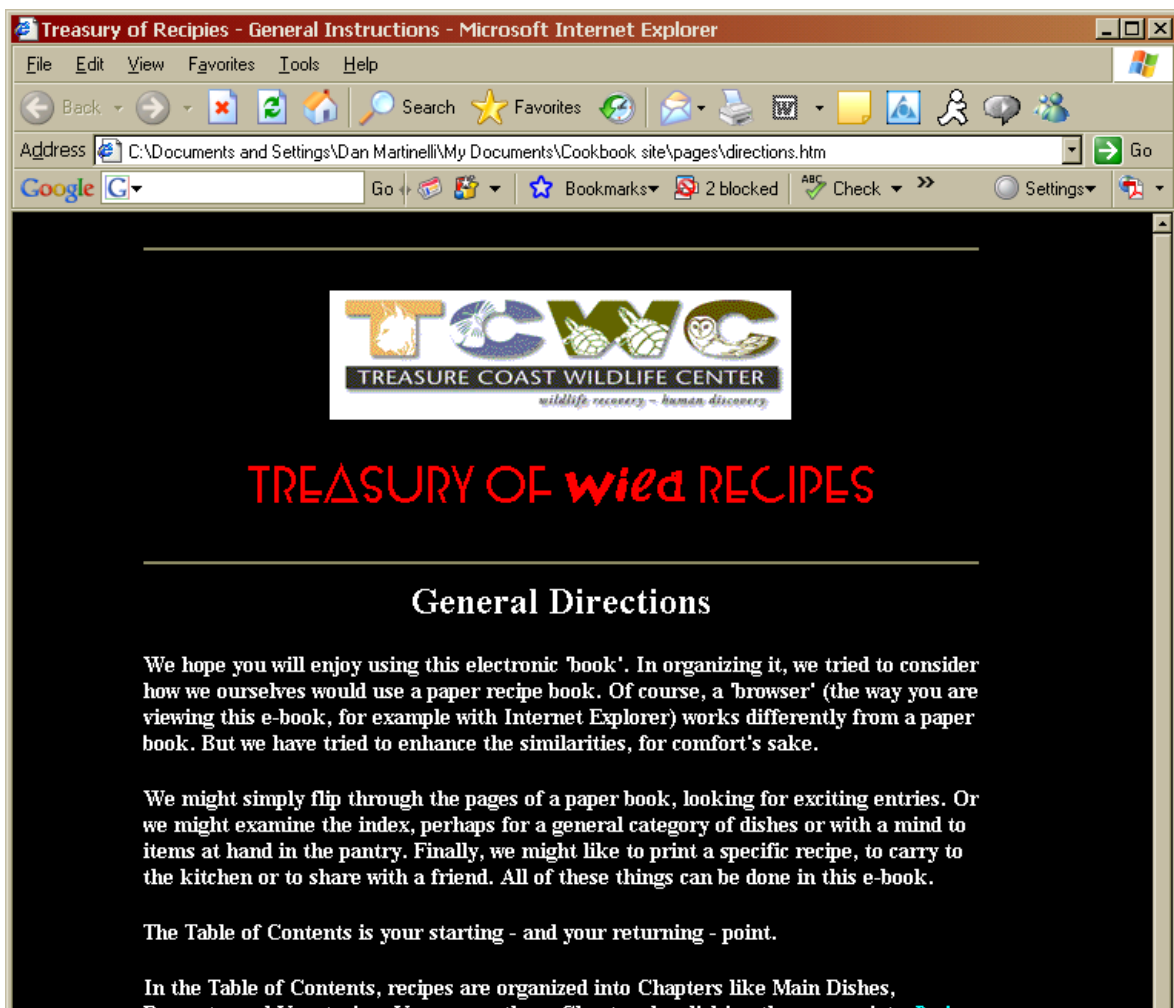 Treasury of Recipies - General Instructions - Microsoft Internet Explorer
File Edit View Favorites Tools Help
Back Search Favorites
Address C:\Documents and Settings\Dan Martinelli\My Documents\Cookbook site\pages\directions.htm Go
Google G Go Bookmarks 2 blocked ABC Check » Settings
TCWC
TREASURE COAST WILDLIFE CENTER
wildlife recovery ~ human discovery
TREASURY OF wild RECIPES
General Directions
We hope you will enjoy using this electronic 'book'. In organizing it, we tried to consider
how we ourselves would use a paper recipe book. Of course, a 'browser' (the way you are
viewing this e-book, for example with Internet Explorer) works differently from a paper
book. But we have tried to enhance the similarities, for comfort's sake.
We might simply flip through the pages of a paper book, looking for exciting entries. Or
we might examine the index, perhaps for a general category of dishes or with a mind to
items at hand in the pantry. Finally, we might like to print a specific recipe, to carry to
the kitchen or to share with a friend. All of these things can be done in this e-book.
The Table of Contents is your starting - and your returning - point.
In the Table of Contents, recipes are organized into Chapters like Main Dishes,